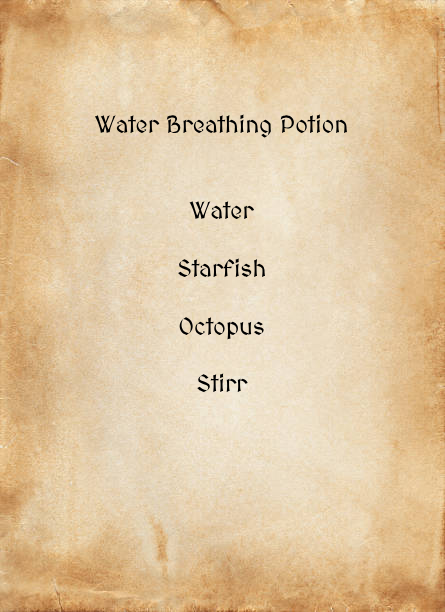 Water Breathing Potion
Water
Starfish
Octopus
Stirr